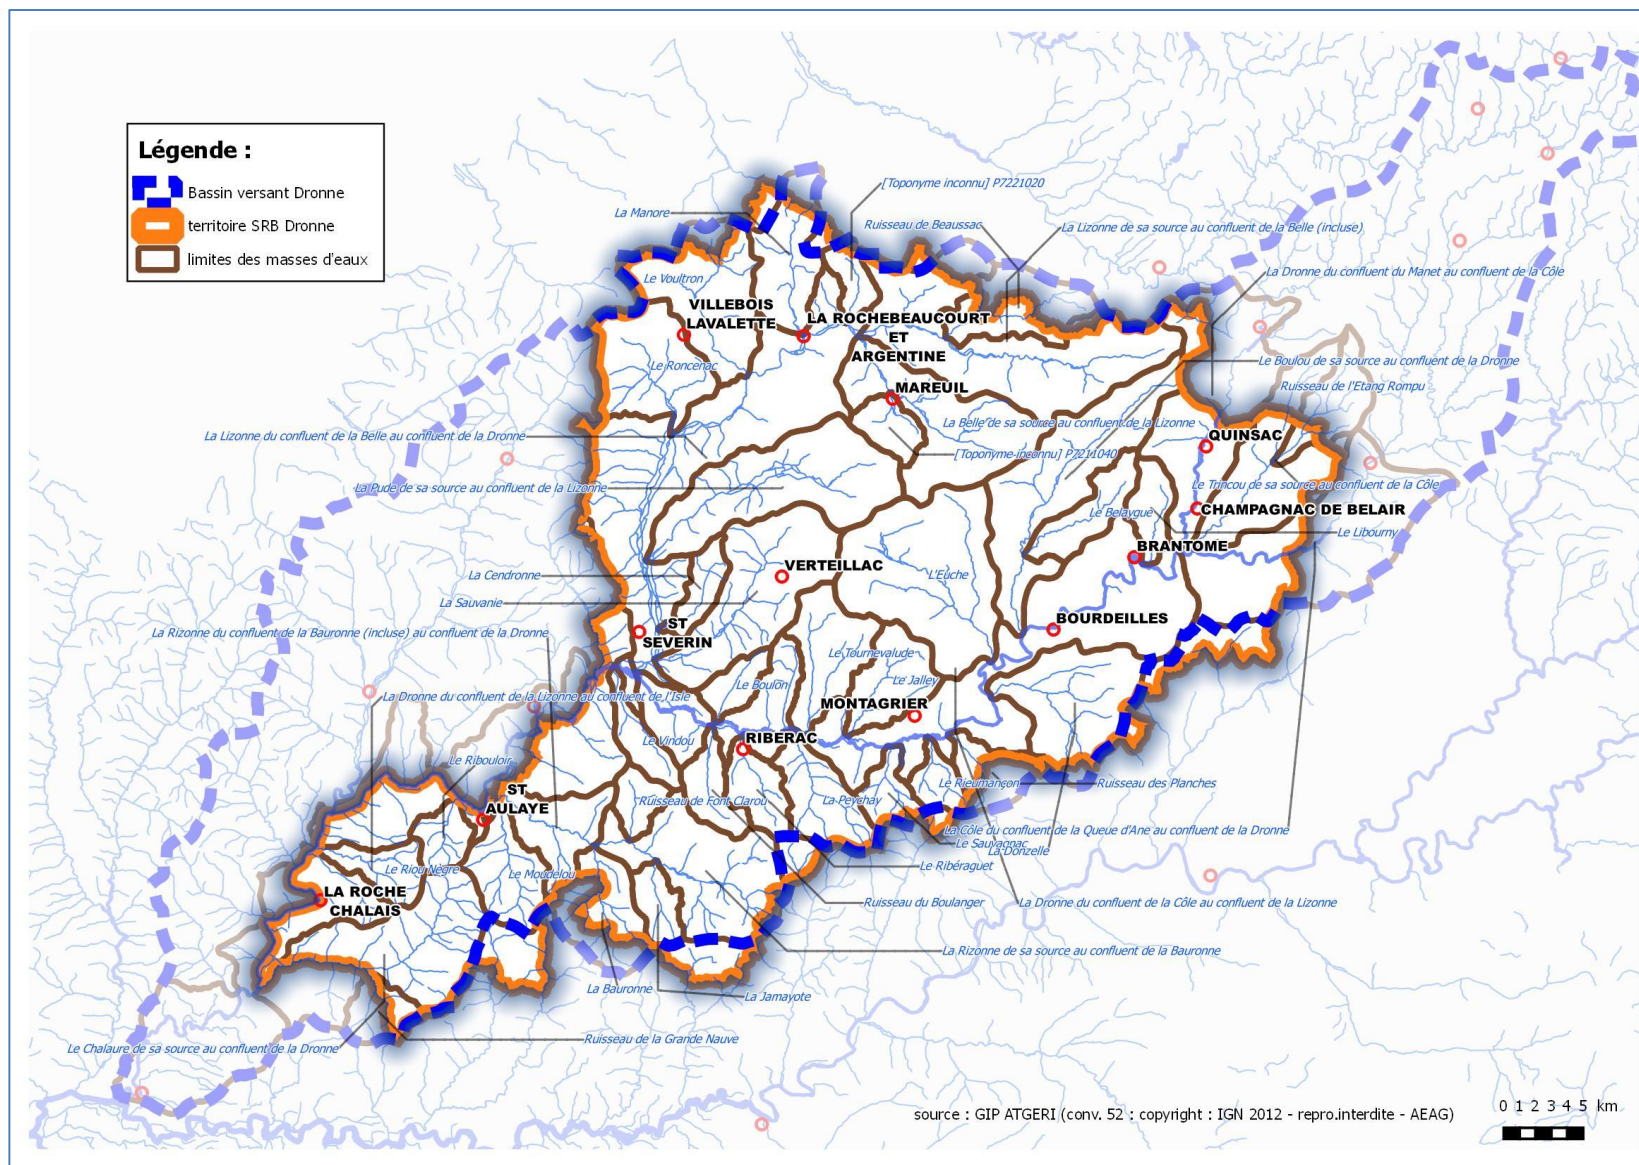 Légende :
Bassin versant Dronne
territoire SRB Dronne
limites des masses d'eaux
[Toponyme inconnu] P7221020
La Manore
Ruisseau de Beaussac
La Lizonne de sa source au confluent de la Belle (incluse)
La Dronne du confluent du Manet au confluent de la Côle
Le Voultron
VILLEBOIS
LAVALETTE
LA ROCHEBEAUCOURT
ET
ARGENTINE
Le Boulou de sa source au confluent de la Dronne
Le Roncenac
Ruisseau de l'Etang Rompu
MAREUIL
La Belle de sa source au confluent de la Lizonne
La Lizonne du confluent de la Belle au confluent de la Dronne
QUINSAC
[Toponyme inconnu] P7211040
La Pude de sa source au confluent de la Lizonne
Le Trincou de sa source au confluent de la Côle
Le Belaygue
CHAMPAGNAC DE BELAIR
Le Libourny
BRANTOME
VERTEILLAC
La Cendronne
L'Euche
La Sauvanie
BOURDEILLES
ST
SEVERIN
La Rizonne du confluent de la Bauronne (incluse) au confluent de la Dronne
Le Tournevalude
Le Jalley
Le Boulon
La Dronne du confluent de la Lizonne au confluent de l'Isle
MONTAGRIER
Le Vindou
RIBERAC
Le Ribouloir
Le Rieumançon
Ruisseau des Planches
ST
AULAYE
Ruisseau de Font Clarou
La Peychay
La Côle du confluent de la Queue d'Ane au confluent de la Dronne
Le Sauvagnac
La Donzelle
Le Riou Nègre
Le Moudelou
Le Ribéraguet
LA ROCHE
CHALAIS
Ruisseau du Boulanger
La Dronne du confluent de la Côle au confluent de la Lizonne
La Rizonne de sa source au confluent de la Bauronne
La Bauronne
La Jamayote
Ruisseau de la Grande Nauve
Le Chalaure de sa source au confluent de la Dronne
source : GIP ATGERI (conv. 52 : copyright : IGN 2012 - repro.interdite - AEAG)
0 1 2 3 4 5 km